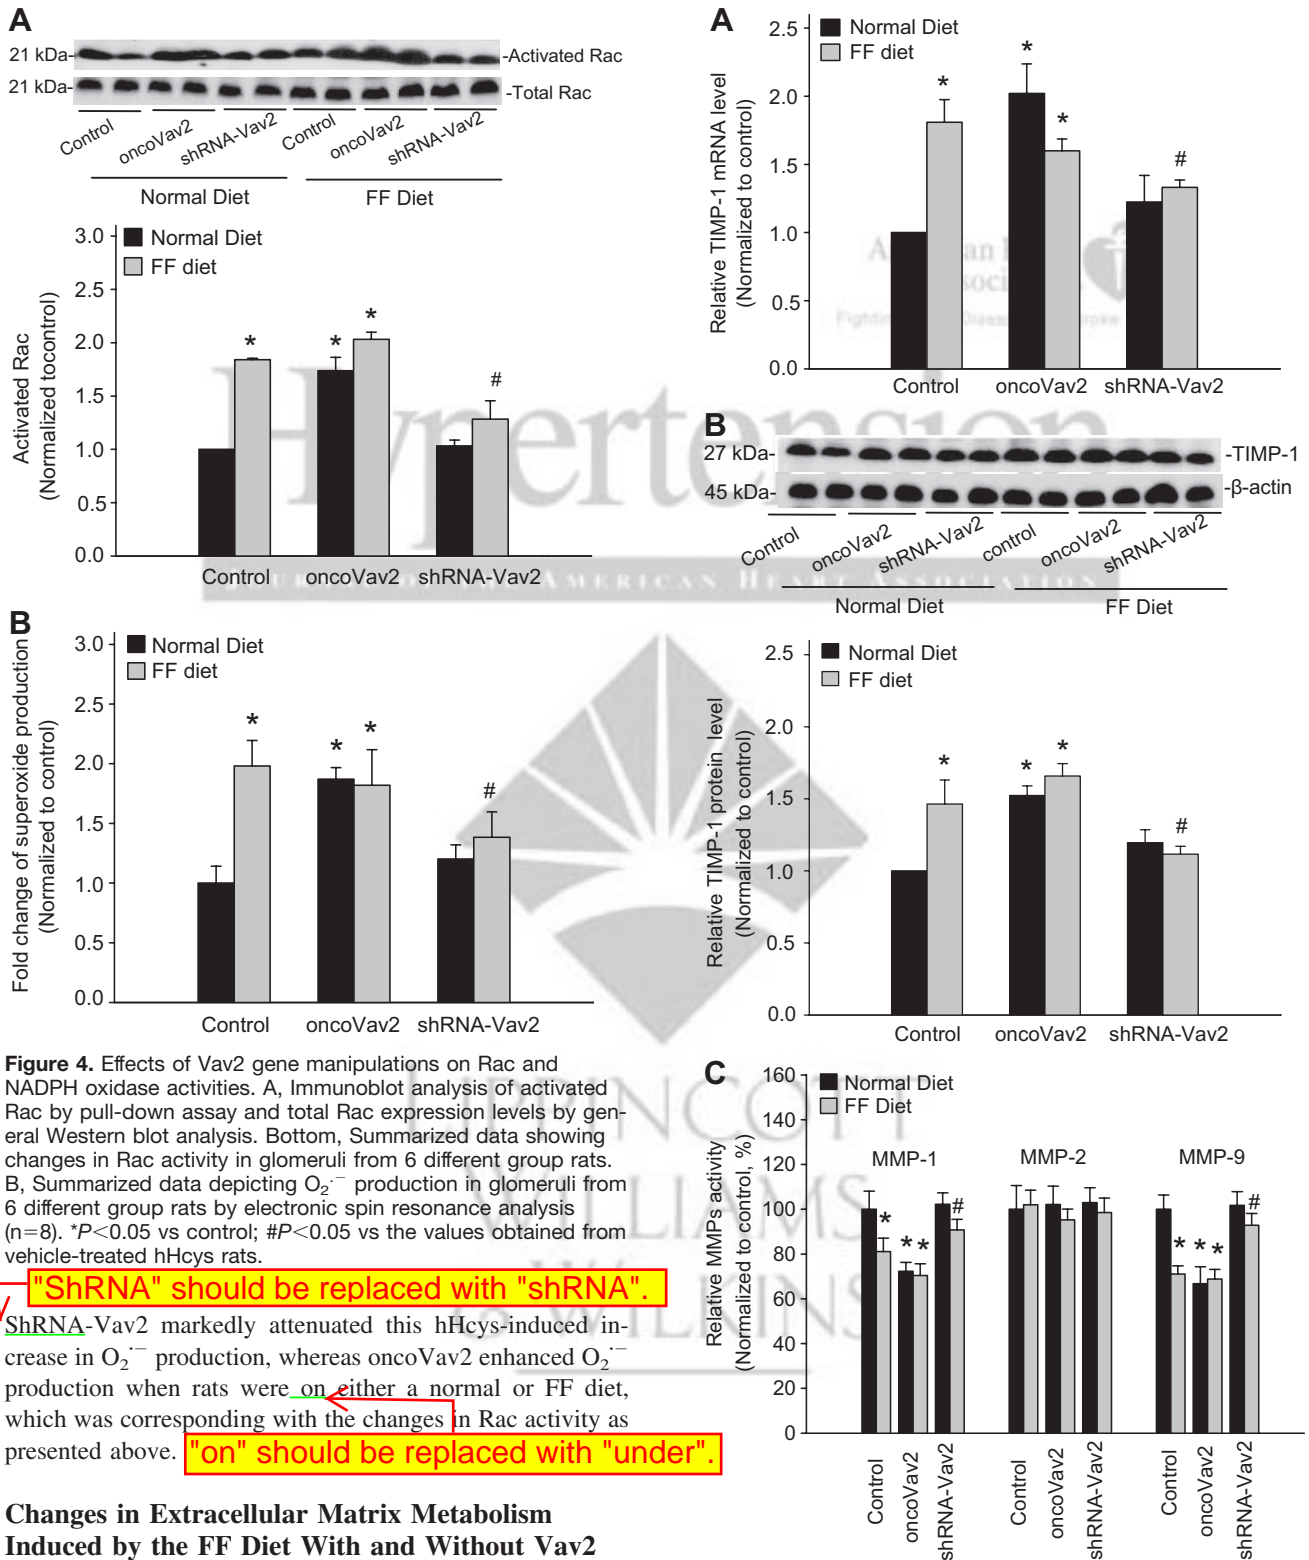 A
21 kDa-
-Activated Rac
21 kDa-
-Total Rac
Control
oncoVav2
shRNA-Vav2
Control
oncoVav2
shRNA-Vav2
Normal Diet
FF Diet
3.0
2.5
2.0
1.5
1.0
0.5
0.0
Normal Diet
FF diet
Activated Rac
(Normalized tocontrol)
*
*
*
#
Control
oncoVav2
shRNA-Vav2
B
3.0
2.5
2.0
1.5
1.0
0.5
0.0
Normal Diet
FF diet
Fold change of superoxide production
(Normalized to control)
*
*
*
#
Control
oncoVav2
shRNA-Vav2
Figure 4. Effects of Vav2 gene manipulations on Rac and
NADPH oxidase activities. A, Immunoblot analysis of activated
Rac by pull-down assay and total Rac expression levels by gen-
eral Western blot analysis. Bottom, Summarized data showing
changes in Rac activity in glomeruli from 6 different group rats.
B, Summarized data depicting O₂·⁻ production in glomeruli from
6 different group rats by electronic spin resonance analysis
(n=8). *P<0.05 vs control; #P<0.05 vs the values obtained from
vehicle-treated hHcys rats.
"ShRNA" should be replaced with "shRNA".
ShRNA-Vav2 markedly attenuated this hHcys-induced in-
crease in O₂·⁻ production, whereas oncoVav2 enhanced O₂·⁻
production when rats were on either a normal or FF diet,
which was corresponding with the changes in Rac activity as
presented above.
"on" should be replaced with "under".
Changes in Extracellular Matrix Metabolism
Induced by the FF Diet With and Without Vav2
A
2.5
2.0
1.5
1.0
0.5
0.0
Normal Diet
FF diet
Relative TIMP-1 mRNA level
(Normalized to control)
*
*
*
#
Control
oncoVav2
shRNA-Vav2
B
27 kDa-
-TIMP-1
45 kDa-
-β-actin
Control
oncoVav2
shRNA-Vav2
control
oncoVav2
shRNA-Vav2
Normal Diet
FF Diet
2.5
2.0
1.5
1.0
0.5
0.0
Normal Diet
FF diet
Relative TIMP-1 protein level
(Normalized to control)
*
*
*
#
Control
oncoVav2
shRNA-Vav2
C
160
140
120
100
80
60
40
20
0
Normal Diet
FF Diet
Relative MMPs activity
(Normalized to control, %)
MMP-1
MMP-2
MMP-9
*
* *
#
* * *
#
Control
oncoVav2
shRNA-Vav2
Control
oncoVav2
shRNA-Vav2
Control
oncoVav2
shRNA-Vav2
Hypertension
JOURNAL OF THE AMERICAN HEART ASSOCIATION
LIPPINCOTT
WILLIAMS
& WILKINS